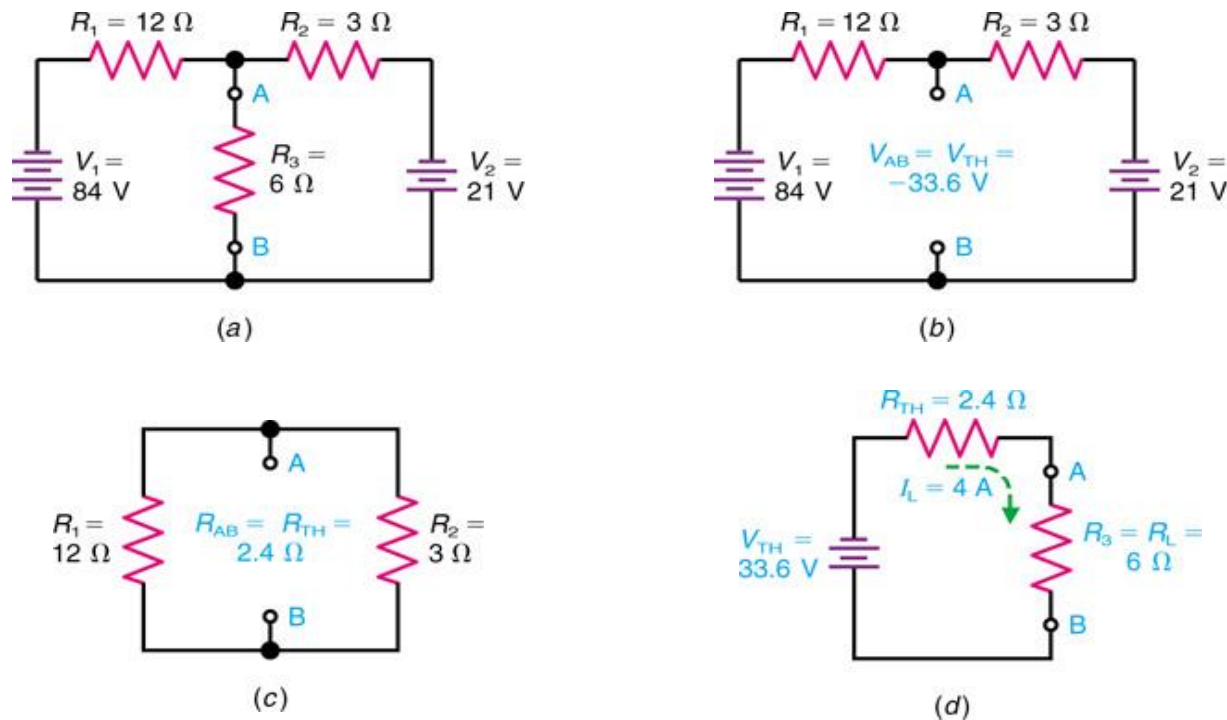 R1 = 12 Ω
R2 = 3 Ω
A
V1 =
84 V
R3 =
6 Ω
V2 =
21 V
B
(a)
R1 = 12 Ω
R2 = 3 Ω
A
V1 =
84 V
VAB = VTH =
−33.6 V
V2 =
21 V
B
(b)
A
R1 =
12 Ω
RAB = RTH =
2.4 Ω
R2 =
3 Ω
B
(c)
RTH = 2.4 Ω
A
IL = 4 A
VTH =
33.6 V
R3 = RL =
6 Ω
B
(d)